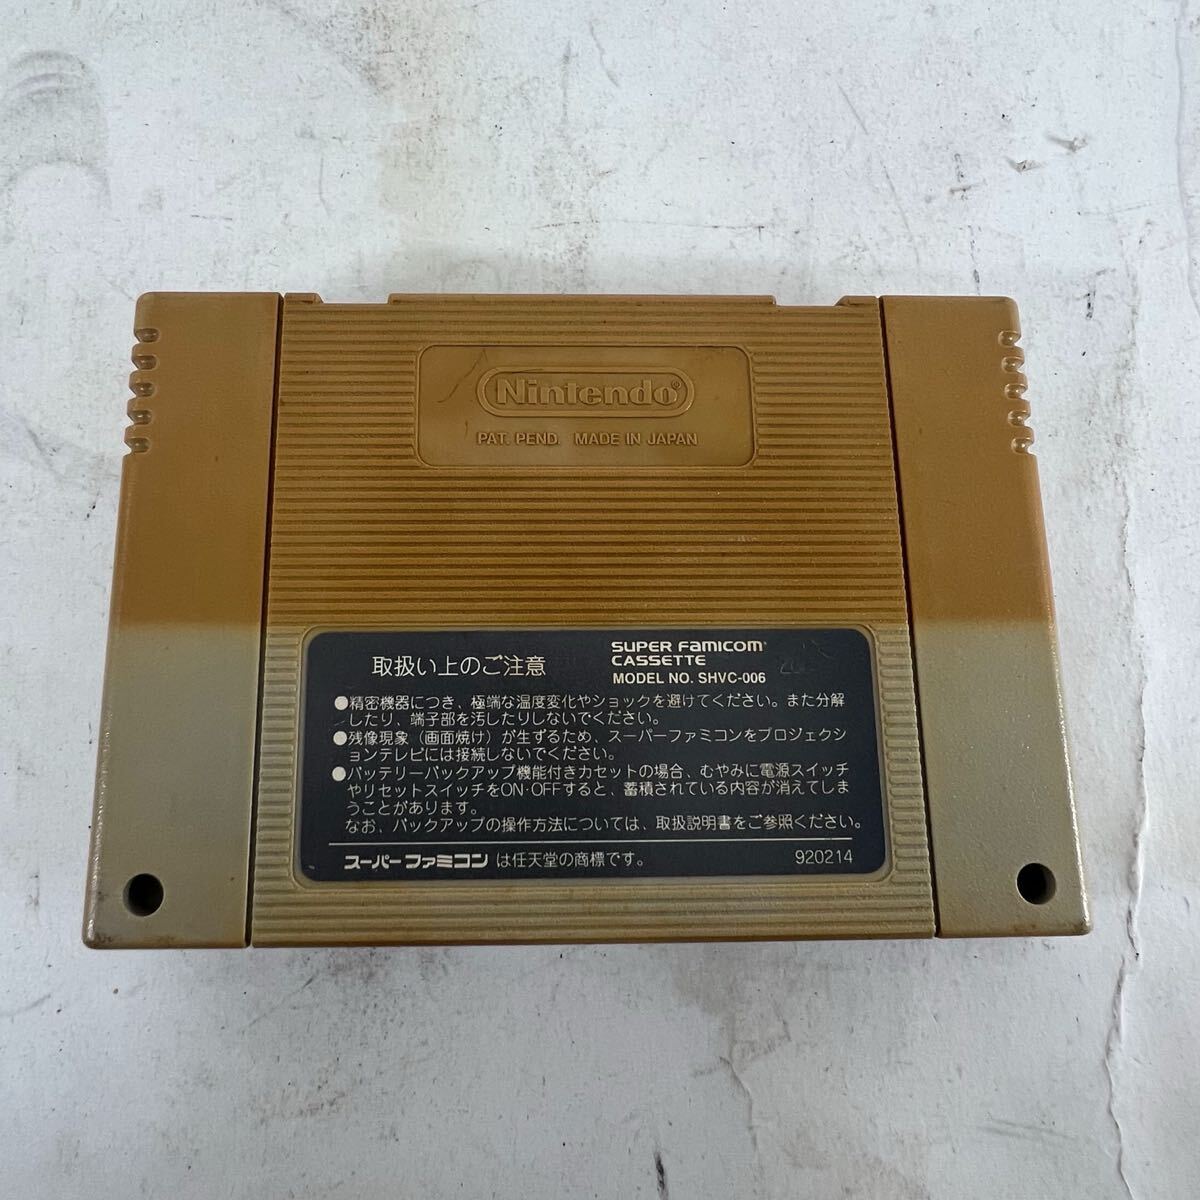 Nintendo®
PAT. PEND. MADE IN JAPAN
取扱い上のご注意
SUPER FAMICOM
CASSETTE
MODEL NO. SHVC-006
●精密機器につき、極端な温度変化やショックを避けてください。また分解
したり、端子部を汚したりしないでください。
●残像現象（画面焼け）が生ずるため、スーパーファミコンをプロジェクシ
ョンテレビには接続しないでください。
●バッテリーバックアップ機能付きカセットの場合、むやみに電源スイッチ
やリセットスイッチをON・OFFすると、蓄積されている内容が消えてしま
うことがあります。
なお、バックアップの操作方法については、取扱説明書をご参照ください。
スーパーファミコンは任天堂の商標です。
920214